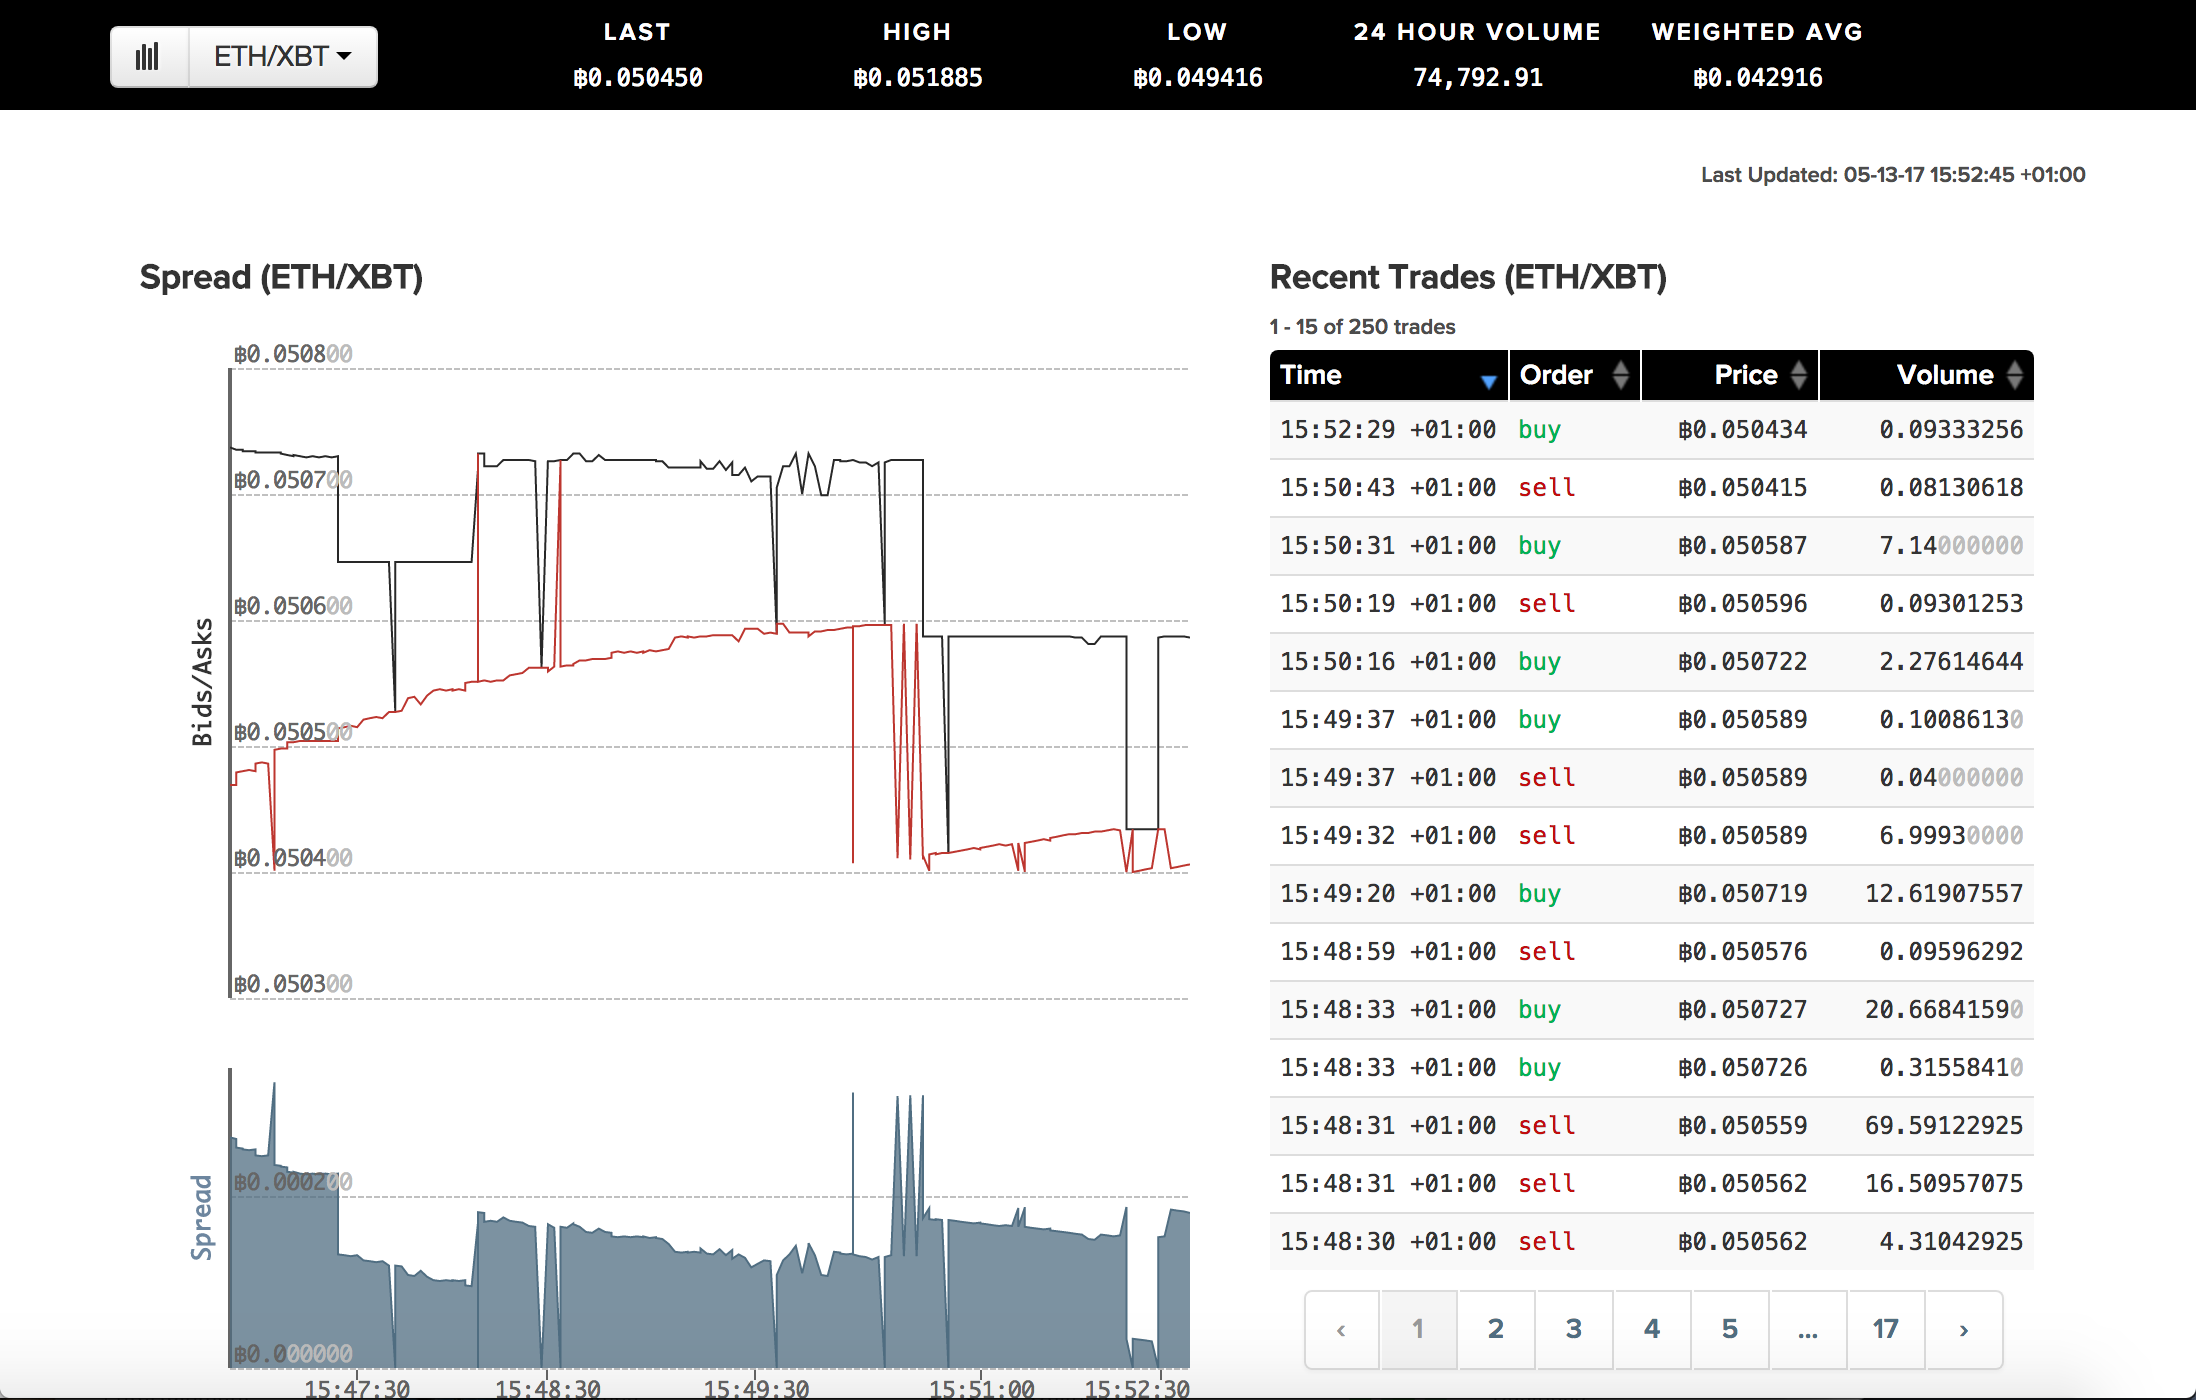 ETH/XBT
LAST HIGH LOW 24 HOUR VOLUME WEIGHTED AVG
฿0.050450 ฿0.051885 ฿0.049416 74,792.91 ฿0.042916
Last Updated: 05-13-17 15:52:45 +01:00
Spread (ETH/XBT)
฿0.050800
฿0.050700
฿0.050600
฿0.050500
฿0.050400
฿0.050300
Bids/Asks
฿0.000200
฿0.000000
Spread
15:47:30 15:48:30 15:49:30 15:51:00 15:52:30
Recent Trades (ETH/XBT)
1 - 15 of 250 trades
Time Order Price Volume
15:52:29 +01:00 buy ฿0.050434 0.09333256
15:50:43 +01:00 sell ฿0.050415 0.08130618
15:50:31 +01:00 buy ฿0.050587 7.14000000
15:50:19 +01:00 sell ฿0.050596 0.09301253
15:50:16 +01:00 buy ฿0.050722 2.27614644
15:49:37 +01:00 buy ฿0.050589 0.10086130
15:49:37 +01:00 sell ฿0.050589 0.04000000
15:49:32 +01:00 sell ฿0.050589 6.99930000
15:49:20 +01:00 buy ฿0.050719 12.61907557
15:48:59 +01:00 sell ฿0.050576 0.09596292
15:48:33 +01:00 buy ฿0.050727 20.66841590
15:48:33 +01:00 buy ฿0.050726 0.31558410
15:48:31 +01:00 sell ฿0.050559 69.59122925
15:48:31 +01:00 sell ฿0.050562 16.50957075
15:48:30 +01:00 sell ฿0.050562 4.31042925
‹ 1 2 3 4 5 ... 17 ›